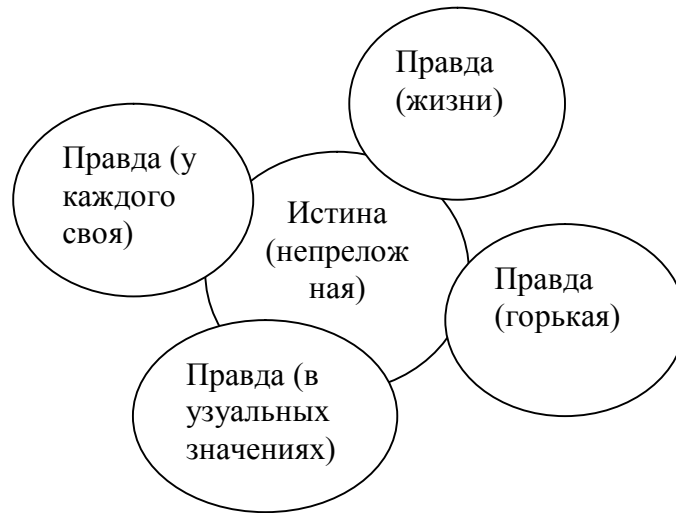 Правда
(жизни)
Правда (у
каждого
своя)
Истина
(непрелож
ная)
Правда
(горькая)
Правда (в
узуальных
значениях)